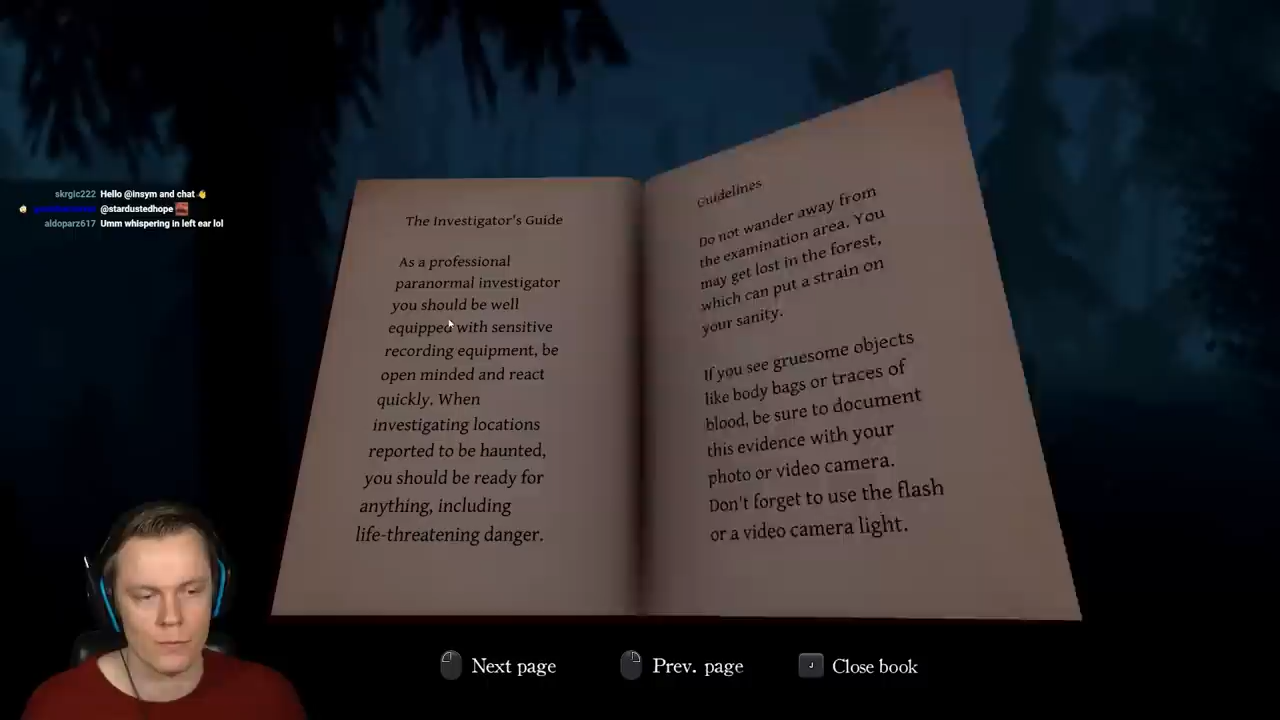 skrgic222 Hello @insym and chat
@stardustedhope
aldoparz617 Umm whispering in left ear lol
The Investigator's Guide
As a professional
paranormal investigator
you should be well
equipped with sensitive
recording equipment, be
open minded and react
quickly. When
investigating locations
reported to be haunted,
you should be ready for
anything, including
life-threatening danger.
Guidelines
Do not wander away from
the examination area. You
may get lost in the forest,
which can put a strain on
your sanity.
If you see gruesome objects
like body bags or traces of
blood, be sure to document
this evidence with your
photo or video camera.
Don't forget to use the flash
or a video camera light.
Next page
Prev. page
J
Close book